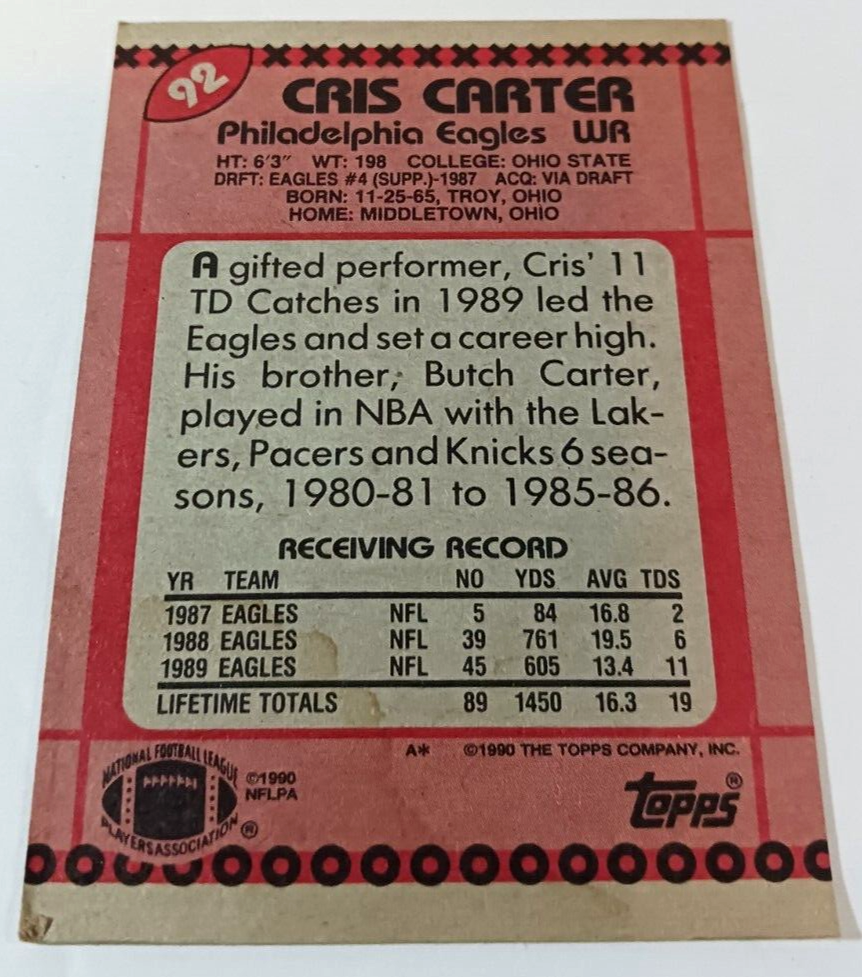 92
CRIS CARTER
Philadelphia Eagles WR
HT: 6'3" WT: 198 COLLEGE: OHIO STATE
DRFT: EAGLES #4 (SUPP.)-1987 ACQ: VIA DRAFT
BORN: 11-25-65, TROY, OHIO
HOME: MIDDLETOWN, OHIO
A gifted performer, Cris' 11
TD Catches in 1989 led the
Eagles and set a career high.
His brother, Butch Carter,
played in NBA with the Lak-
ers, Pacers and Knicks 6 sea-
sons, 1980-81 to 1985-86.
RECEIVING RECORD
YR TEAM NO YDS AVG TDS
1987 EAGLES NFL 5 84 16.8 2
1988 EAGLES NFL 39 761 19.5 6
1989 EAGLES NFL 45 605 13.4 11
LIFETIME TOTALS 89 1450 16.3 19
A* ©1990 THE TOPPS COMPANY, INC.
NATIONAL FOOTBALL LEAGUE
PLAYERS ASSOCIATION ®
©1990
NFLPA
topps®